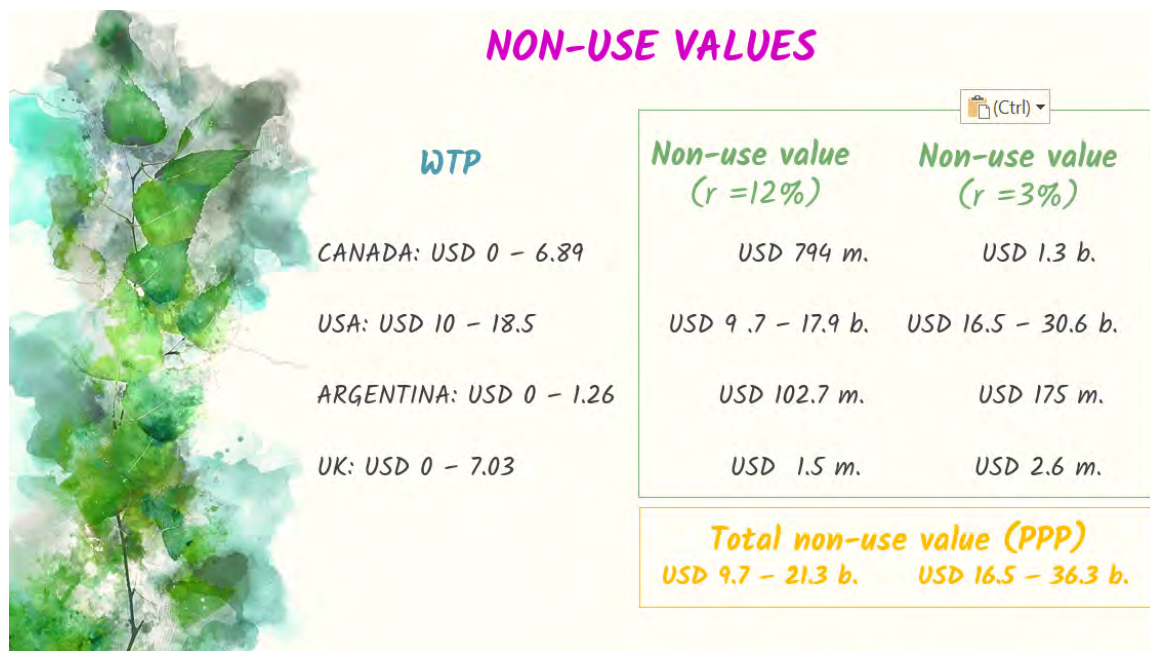 NON-USE VALUES
(Ctrl)
WTP
Non-use value
(r =12%)
Non-use value
(r =3%)
CANADA: USD 0 - 6.89
USD 794 m.
USD 1.3 b.
USA: USD 10 - 18.5
USD 9 .7 - 17.9 b.
USD 16.5 - 30.6 b.
ARGENTINA: USD 0 - 1.26
USD 102.7 m.
USD 175 m.
UK: USD 0 - 7.03
USD 1.5 m.
USD 2.6 m.
Total non-use value (PPP)
USD 9.7 - 21.3 b.
USD 16.5 - 36.3 b.